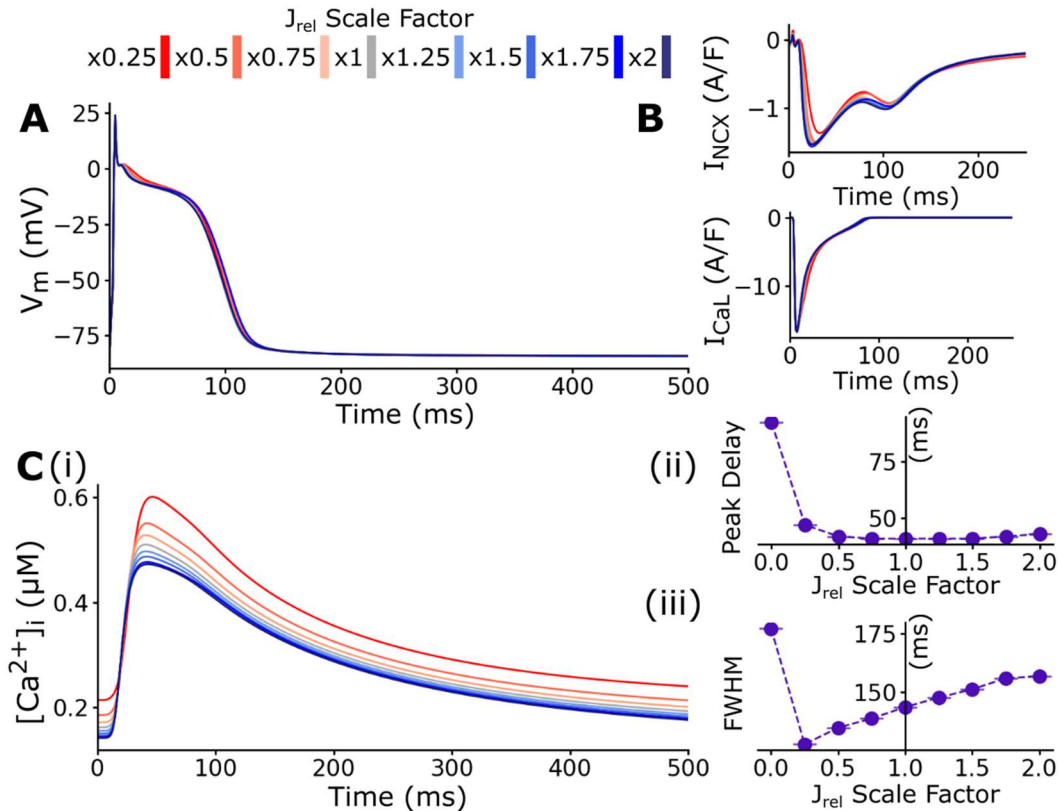 J_rel Scale Factor
x0.25 x0.5 x0.75 x1 x1.25 x1.5 x1.75 x2
A
V_m (mV)
25
0
−25
−50
−75
0 100 200 300 400 500
Time (ms)
B
I_NCX (A/F)
0
−1
0 100 200
Time (ms)
I_CaL (A/F)
0
−10
0 100 200
Time (ms)
C (i)
[Ca²⁺]_i (μM)
0.6
0.4
0.2
0 100 200 300 400 500
Time (ms)
(ii)
Peak Delay
(ms)
75
50
0.0 0.5 1.0 1.5 2.0
J_rel Scale Factor
(iii)
FWHM
(ms)
175
150
0.0 0.5 1.0 1.5 2.0
J_rel Scale Factor